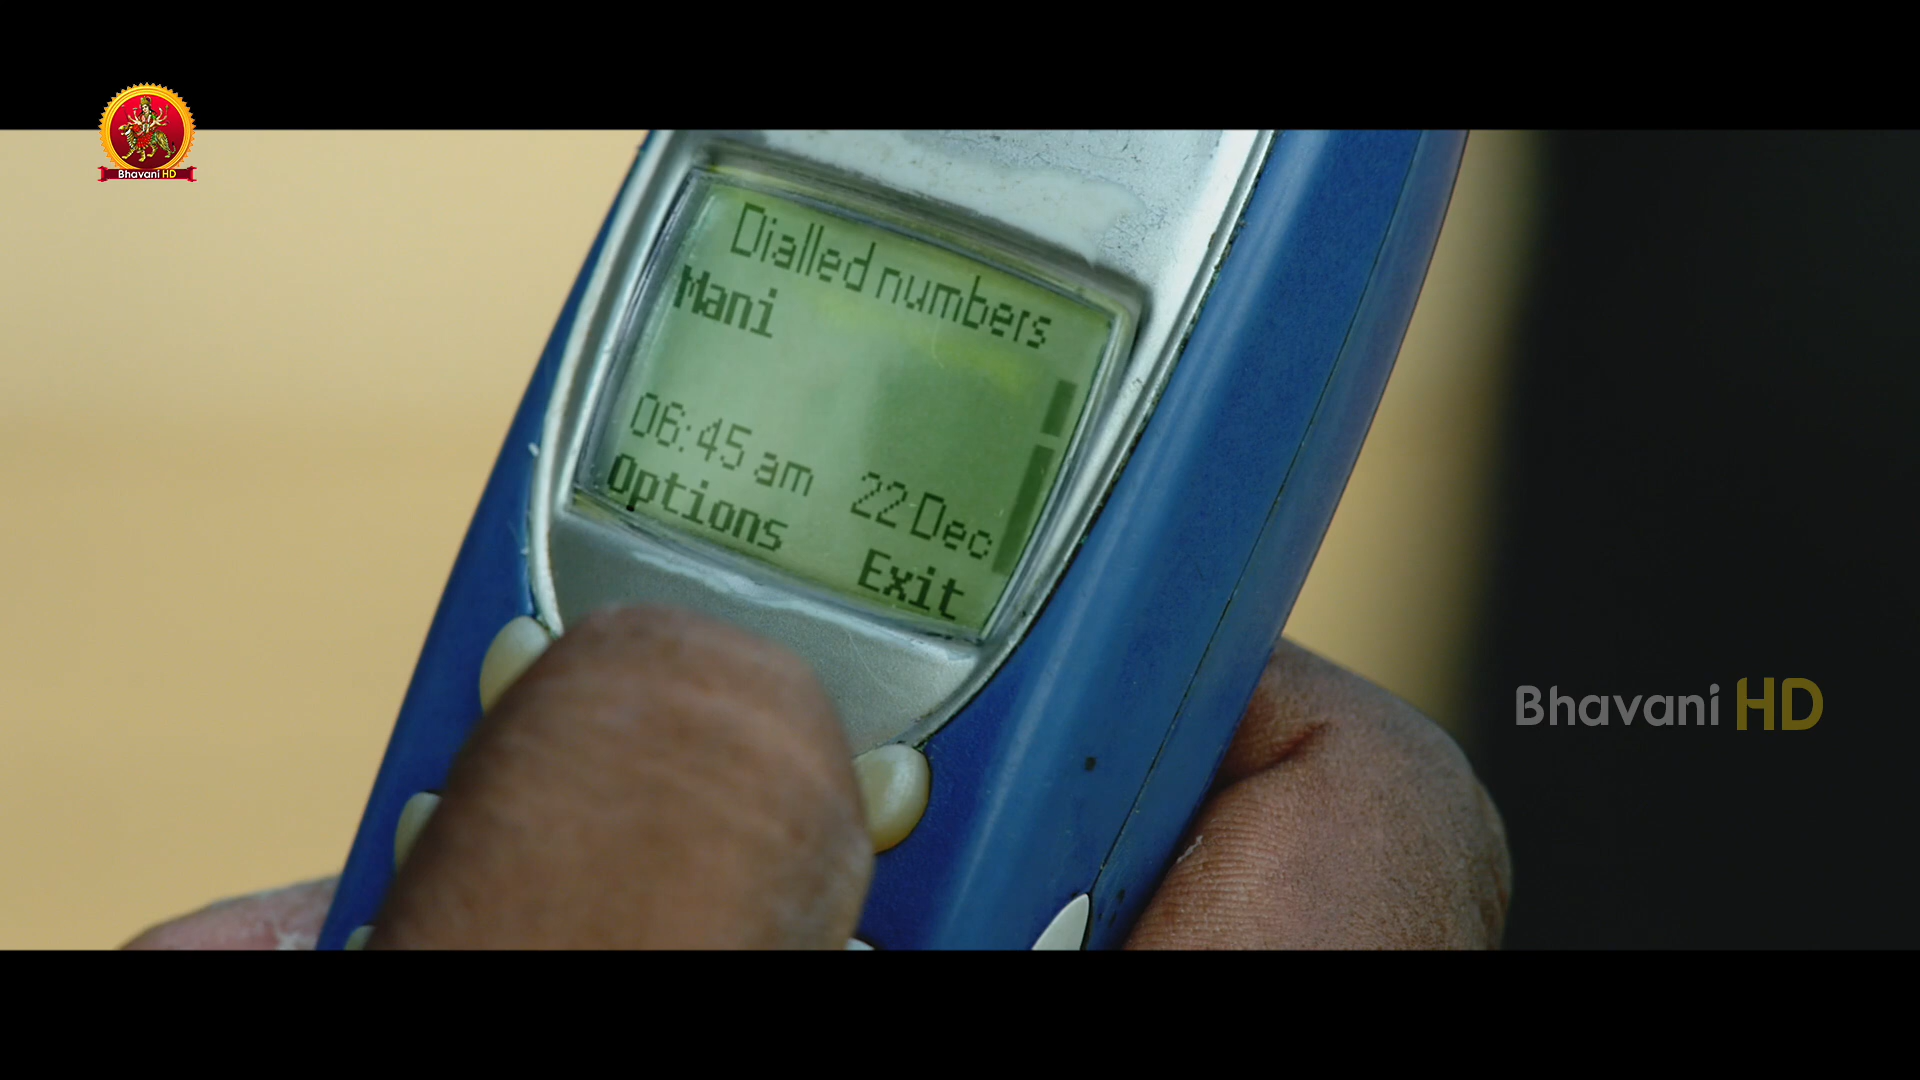 Bhavani HD
Dialled numbers
Mani
06:45 am 22 Dec
Options Exit
Bhavani HD